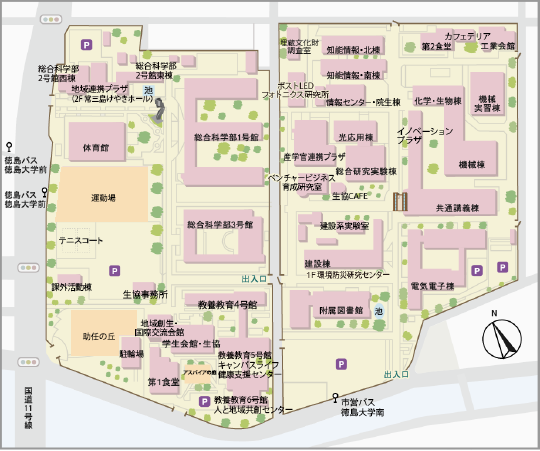 P
総合科学部
2号館西棟
総合科学部
2号館東棟
地域連携プラザ
(2F 常三島けやきホール)
池
体育館
総合科学部1号館
徳島バス
徳島大学前
徳島バス
徳島大学前
運動場
テニスコート
総合科学部3号館
P
課外活動棟
生協事務所
出入口
教養教育4号館
助任の丘
地域創生・
国際交流会館
学生会館・生協
駐輪場
第1食堂
教養教育5号館
キャンパスライフ
健康支援センター
P
教養教育6号館
人と地域共創センター
国道11号線
埋蔵文化財
調査室
知能情報・北棟
カフェテリア
第2食堂
工業会館
知能情報・南棟
ポストLED
フォトニクス研究所
情報センター・院生棟
化学・生物棟
機械
実習棟
光応用棟
イノベーション
プラザ
産学官連携プラザ
総合研究実験棟
機械棟
ベンチャービジネス
育成研究室
生協CAFE
共通講義棟
建設系実験室
建設棟
1F 環境防災研究センター
電気電子棟
P
P
附属図書館
池
P
出入口
市営バス
徳島大学南
N